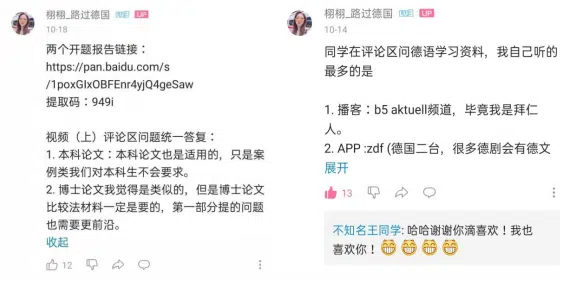 栩栩_路过德国 UP
10-18
两个开题报告链接：
https://pan.baidu.com/s
/1poxGIxOBFEnr4yjQ4geSaw
提取码：949i
视频（上）评论区问题统一答复：
1. 本科论文：本科论文也是适用的，只是案
例类我们对本科生不会要求。
2. 博士论文我觉得是类似的，但是博士论文
比较法材料一定是要的，第一部分提的问题
也需要更前沿。
收起
12
栩栩_路过德国 UP
10-14
同学在评论区问德语学习资料，我自己听的
最多的是
1. 播客：b5 aktuell频道，毕竟我是拜仁
人。
2. APP :zdf (德国二台，很多德剧会有德文
展开
13
不知名王同学: 哈哈谢谢你滴喜欢！我也
喜欢你！😁😁😁😁